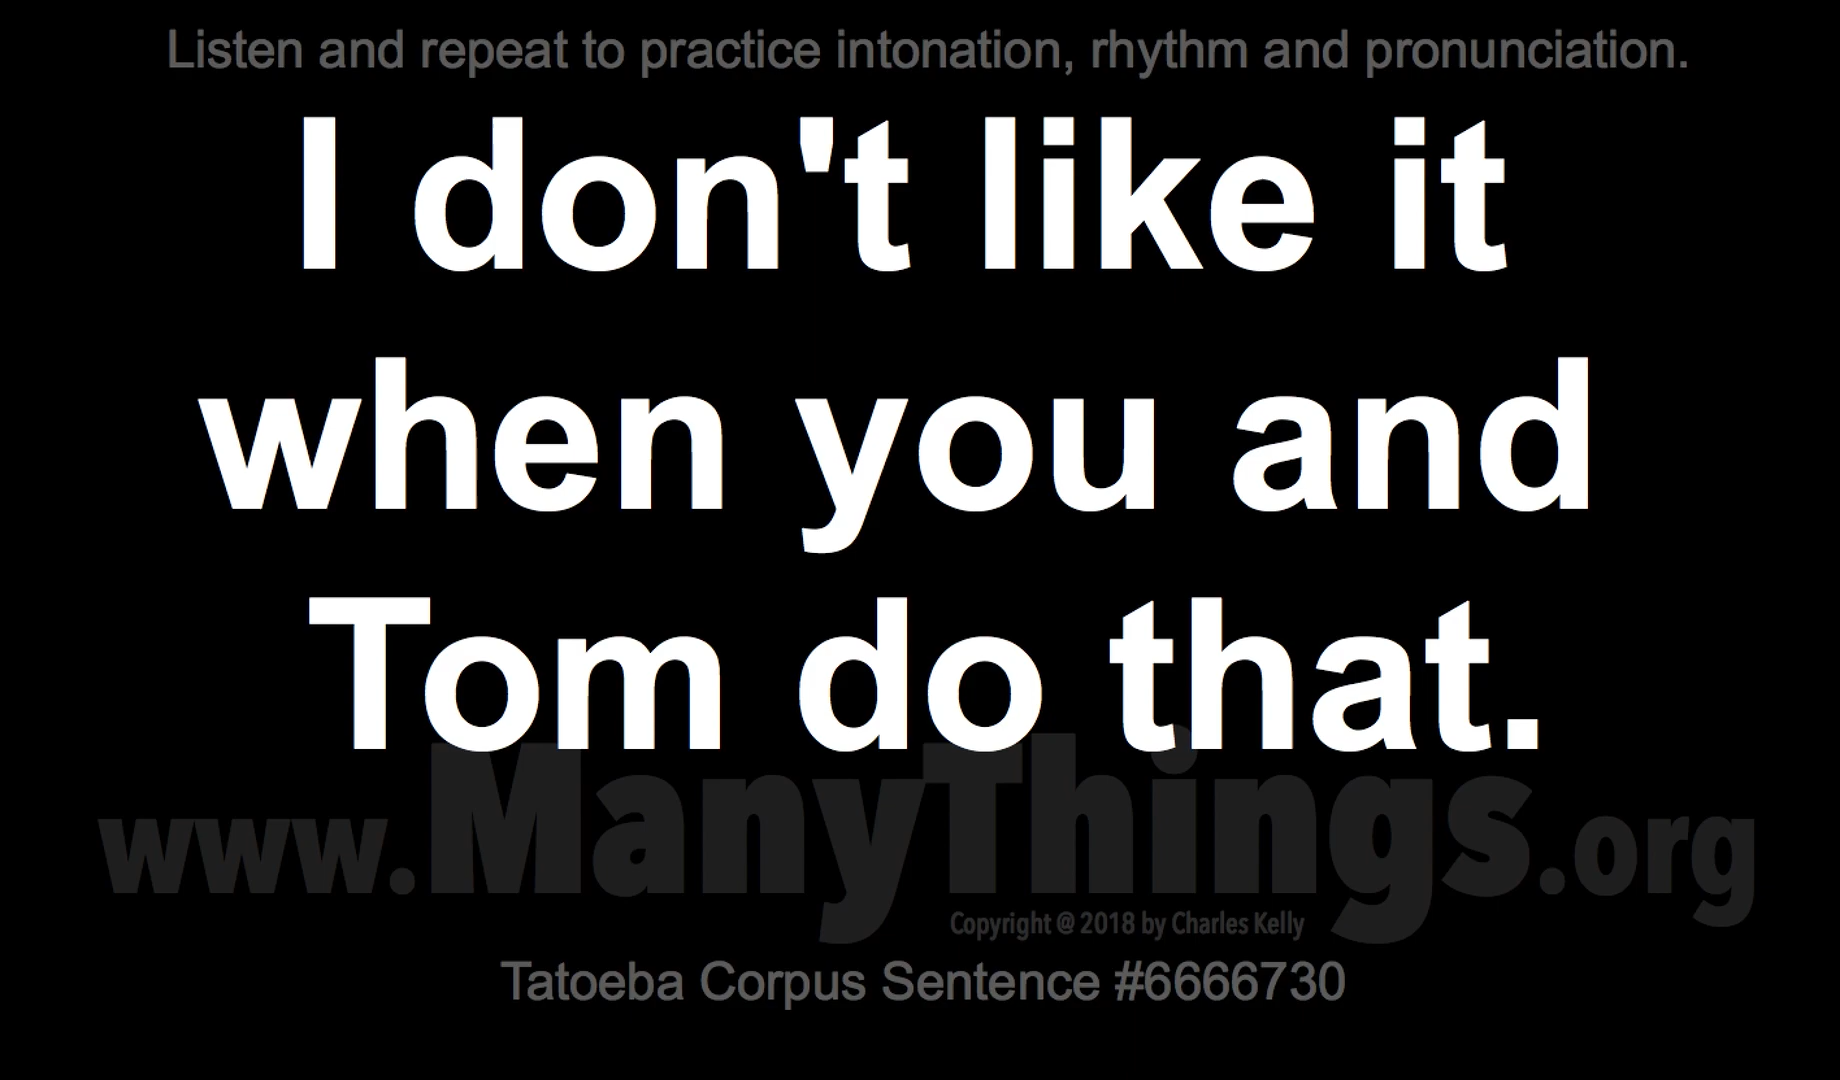 Listen and repeat to practice intonation, rhythm and pronunciation.
I don't like it
when you and
Tom do that.
www.ManyThings.org
Copyright @ 2018 by Charles Kelly
Tatoeba Corpus Sentence #6666730